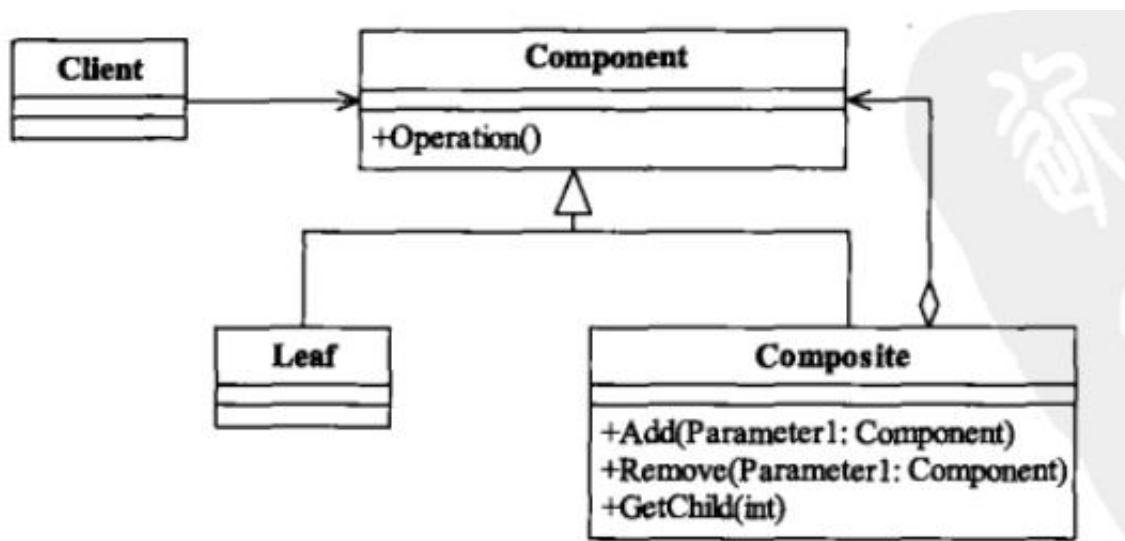 Client
Component
+Operation()
Leaf
Composite
+Add(Parameter1: Component)
+Remove(Parameter1: Component)
+GetChild(int)